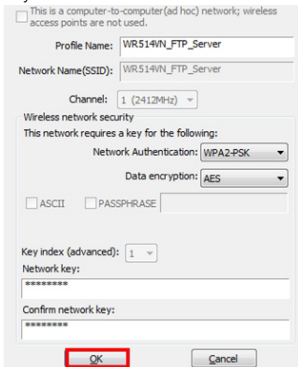 This is a computer-to-computer(ad hoc) network; wireless
access points are not used.
Profile Name: WR514VN_FTP_Server
Network Name(SSID): WR514VN_FTP_Server
Channel: 1 (2412MHz)
Wireless network security
This network requires a key for the following:
Network Authentication: WPA2-PSK
Data encryption: AES
ASCII PASSPHRASE
Key index (advanced): 1
Network key:
********
Confirm network key:
********
OK Cancel